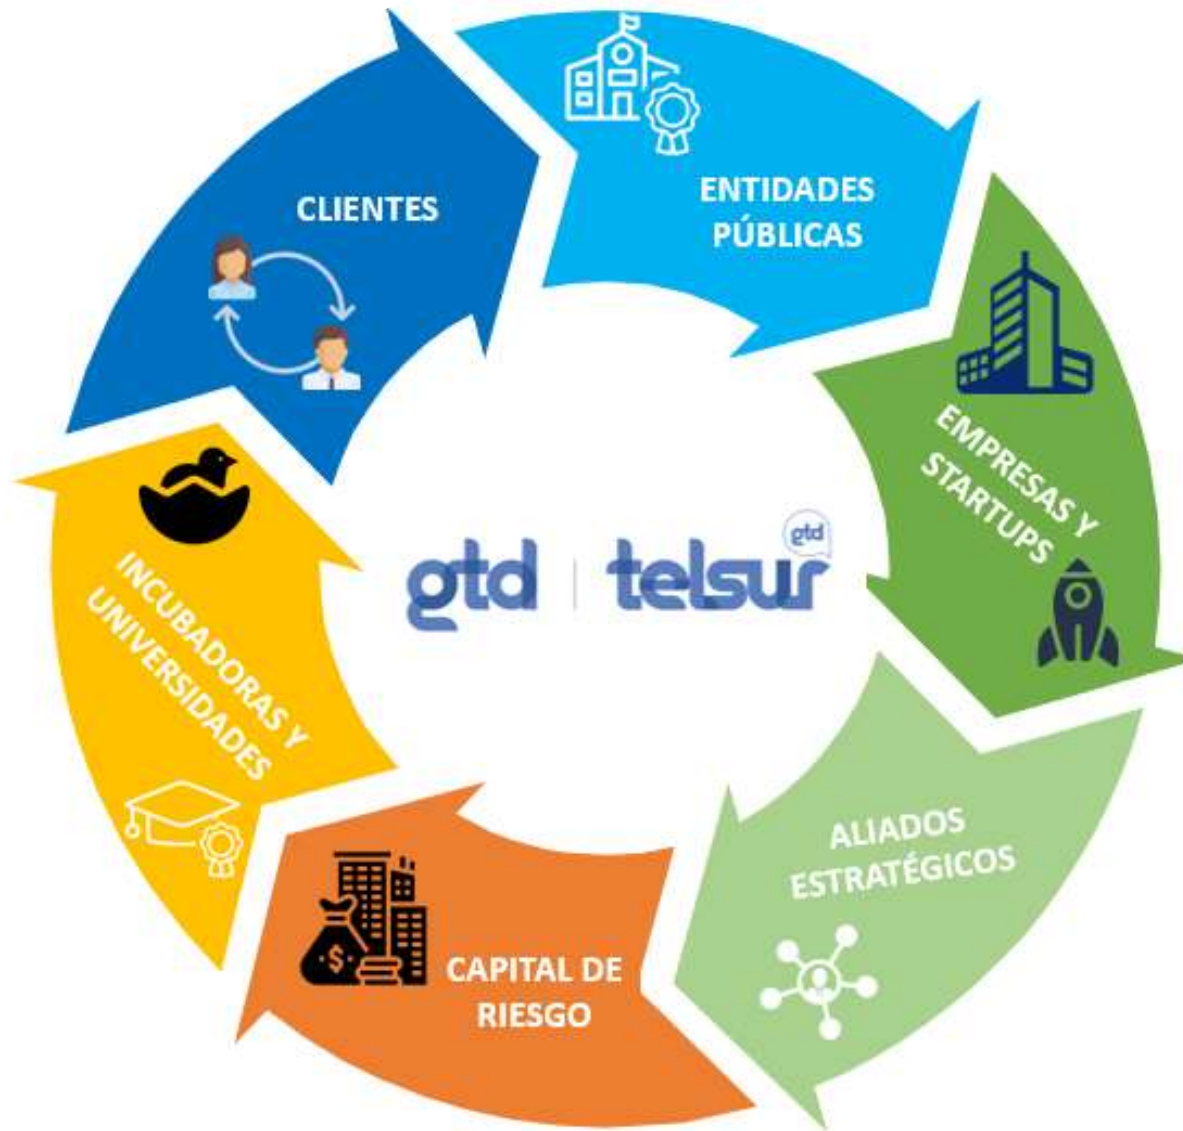 CLIENTES
ENTIDADES
PÚBLICAS
EMPRESAS Y
STARTUPS
ALIADOS
ESTRATÉGICOS
CAPITAL DE
RIESGO
INCUBADORAS Y
UNIVERSIDADES
gtd | telsur gtd
$